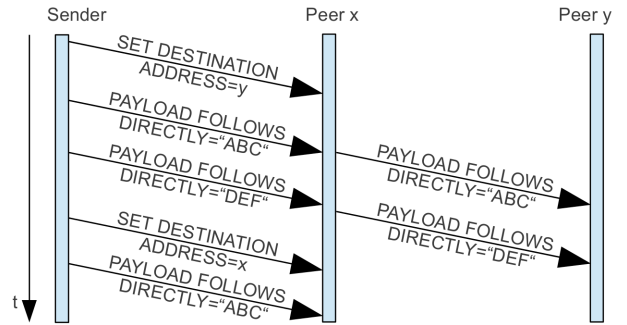 Sender
Peer x
Peer y
SET DESTINATION
ADDRESS=y
PAYLOAD FOLLOWS
DIRECTLY=“ABC“
PAYLOAD FOLLOWS
DIRECTLY=“DEF“
SET DESTINATION
ADDRESS=x
PAYLOAD FOLLOWS
DIRECTLY=“ABC“
PAYLOAD FOLLOWS
DIRECTLY=“ABC“
PAYLOAD FOLLOWS
DIRECTLY=“DEF“
t